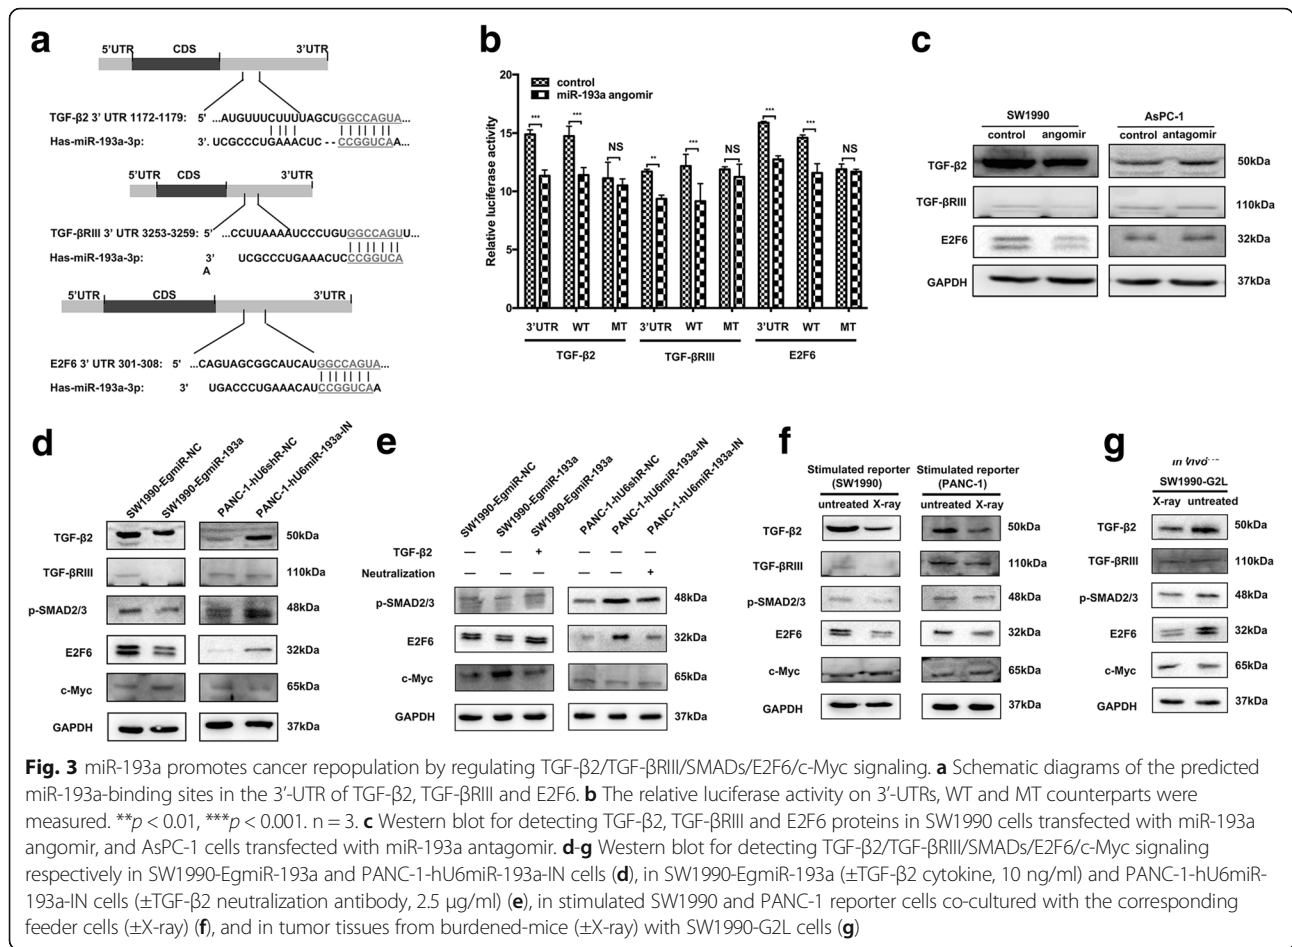 a
5'UTR CDS 3'UTR
TGF-β2 3' UTR 1172-1179: 5' ...AUGUUUCUUUUAGCUGGCCAGUA...
Has-miR-193a-3p: 3'. UCGCCCUGAAACUC--CCGGUCAA...
5'UTR CDS 3'UTR
TGF-βRIII 3' UTR 3253-3259: 5' ...CCUUAAAAUCCCUGUGGCCAGUU...
Has-miR-193a-3p: 3' UCGCCCUGAAACUCCCGGUCA
A
5'UTR CDS 3'UTR
E2F6 3' UTR 301-308: 5' ...CAGUAGCGGCAUCAUGGCCAGUA...
Has-miR-193a-3p: 3' UGACCCUGAAACAUCCGGUCAA
b
Relative luciferase activity
20
15
10
5
0
control
miR-193a angomir
*** *** NS ** *** NS *** *** NS
3'UTR WT MT 3'UTR WT MT 3'UTR WT MT
TGF-β2 TGF-βRIII E2F6
c
SW1990 AsPC-1
control angomir control antagomir
TGF-β2 50kDa
TGF-βRIII 110kDa
E2F6 32kDa
GAPDH 37kDa
d
SW1990-EgmiR-NC
SW1990-EgmiR-193a
PANC-1-hU6shR-NC
PANC-1-hU6miR-193a-IN
TGF-β2 50kDa
TGF-βRIII 110kDa
p-SMAD2/3 48kDa
E2F6 32kDa
c-Myc 65kDa
GAPDH 37kDa
e
SW1990-EgmiR-NC
SW1990-EgmiR-193a
SW1990-EgmiR-193a
PANC-1-hU6shR-NC
PANC-1-hU6miR-193a-IN
PANC-1-hU6miR-193a-IN
TGF-β2 — — + — — —
Neutralization — — — — — +
p-SMAD2/3 48kDa
E2F6 32kDa
c-Myc 65kDa
GAPDH 37kDa
f
Stimulated reporter Stimulated reporter
(SW1990) (PANC-1)
untreated X-ray untreated X-ray
TGF-β2 50kDa
TGF-βRIII 110kDa
p-SMAD2/3 48kDa
E2F6 32kDa
c-Myc 65kDa
GAPDH 37kDa
g
in vivo
SW1990-G2L
X-ray untreated
TGF-β2 50kDa
TGF-βRIII 110kDa
p-SMAD2/3 48kDa
E2F6 32kDa
c-Myc 65kDa
GAPDH 37kDa
Fig. 3 miR-193a promotes cancer repopulation by regulating TGF-β2/TGF-βRIII/SMADs/E2F6/c-Myc signaling. a Schematic diagrams of the predicted
miR-193a-binding sites in the 3′-UTR of TGF-β2, TGF-βRIII and E2F6. b The relative luciferase activity on 3′-UTRs, WT and MT counterparts were
measured. **p < 0.01, ***p < 0.001. n = 3. c Western blot for detecting TGF-β2, TGF-βRIII and E2F6 proteins in SW1990 cells transfected with miR-193a
angomir, and AsPC-1 cells transfected with miR-193a antagomir. d-g Western blot for detecting TGF-β2/TGF-βRIII/SMADs/E2F6/c-Myc signaling
respectively in SW1990-EgmiR-193a and PANC-1-hU6miR-193a-IN cells (d), in SW1990-EgmiR-193a (±TGF-β2 cytokine, 10 ng/ml) and PANC-1-hU6miR-
193a-IN cells (±TGF-β2 neutralization antibody, 2.5 μg/ml) (e), in stimulated SW1990 and PANC-1 reporter cells co-cultured with the corresponding
feeder cells (±X-ray) (f), and in tumor tissues from burdened-mice (±X-ray) with SW1990-G2L cells (g)